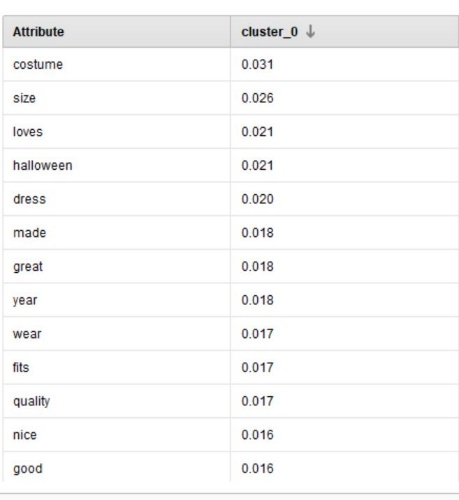 Attribute cluster_0 ↓
costume 0.031
size 0.026
loves 0.021
halloween 0.021
dress 0.020
made 0.018
great 0.018
year 0.018
wear 0.017
fits 0.017
quality 0.017
nice 0.016
good 0.016